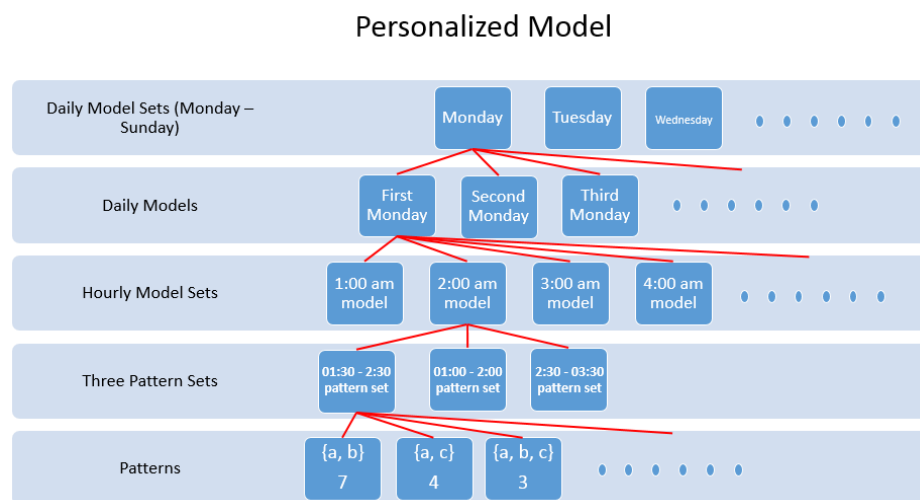 Personalized Model
Daily Model Sets (Monday –
Sunday)
Monday
Tuesday
Wednesday
Daily Models
First
Monday
Second
Monday
Third
Monday
Hourly Model Sets
1:00 am
model
2:00 am
model
3:00 am
model
4:00 am
model
Three Pattern Sets
01:30 - 2:30
pattern set
01:00 - 2:00
pattern set
2:30 - 03:30
pattern set
Patterns
{a, b}
7
{a, c}
4
{a, b, c}
3